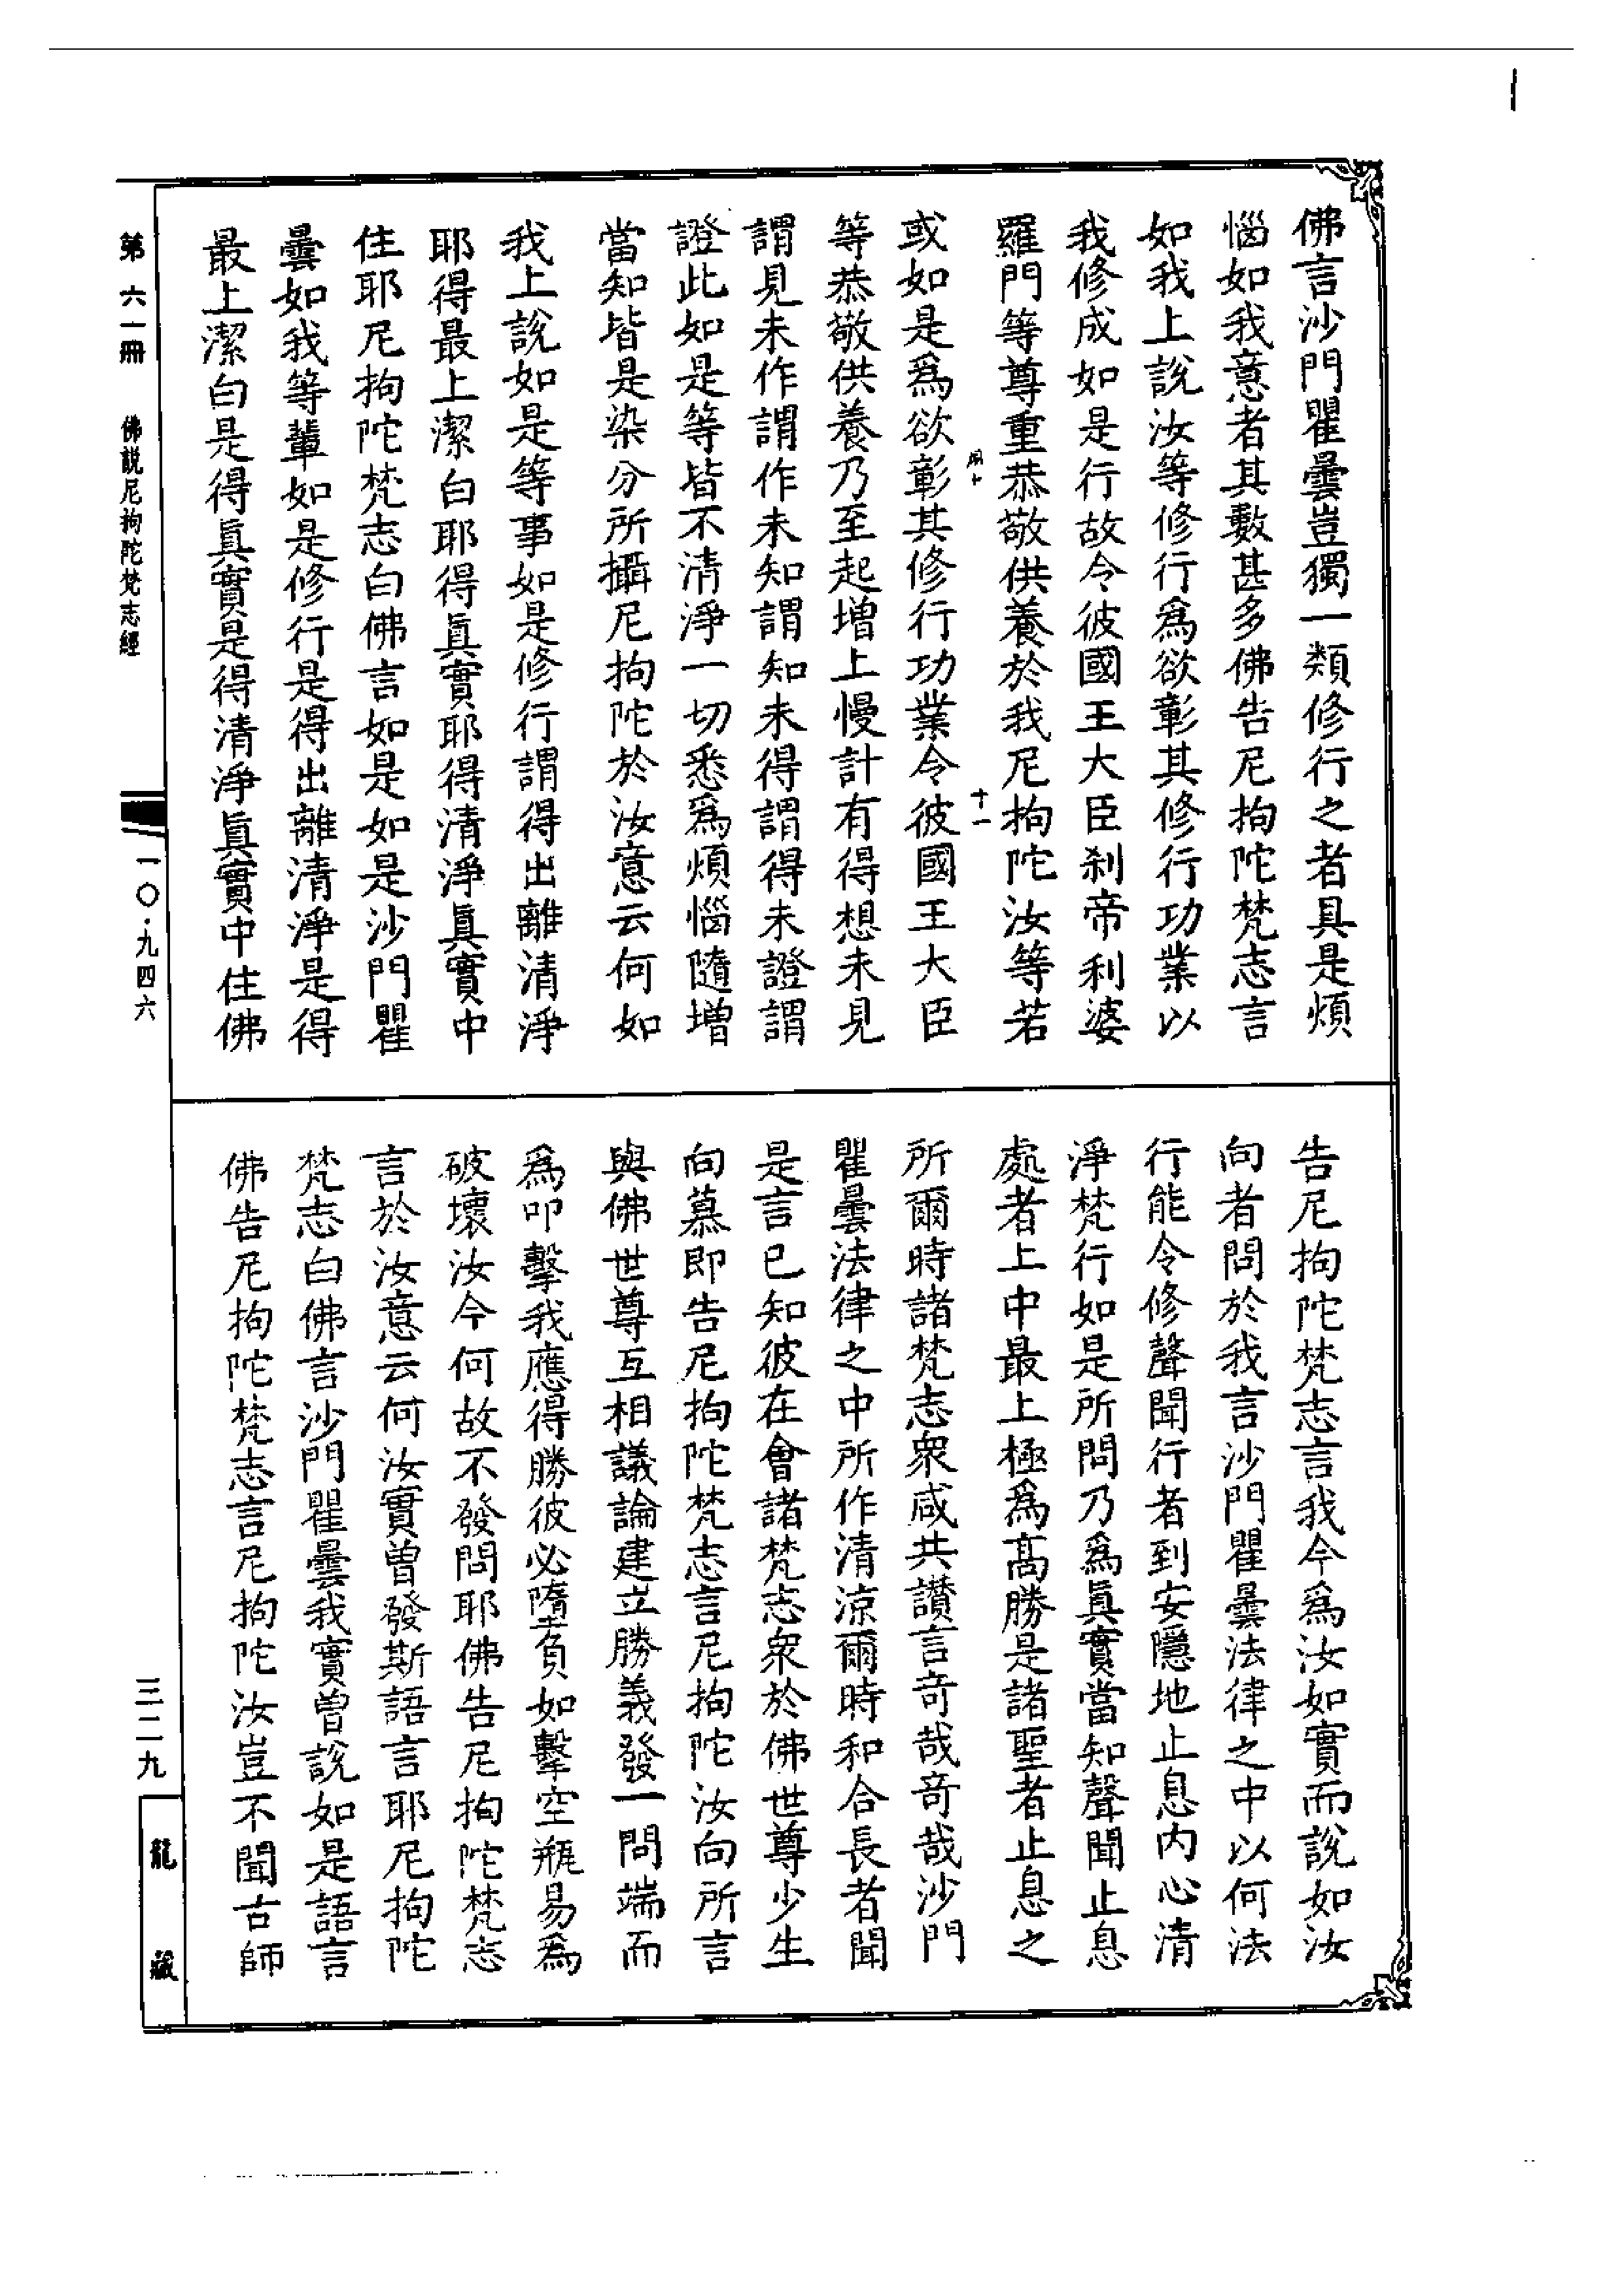 佛言沙門瞿曇豈獨一類修行之者具是煩
惱如我意者其數甚多佛告尼拘陀梵志言
如我上說汝等修行為欲彰其修行功業以
我修成如是行故令彼國王大臣剎帝利婆
羅門等尊重恭敬供養於我尼拘陀汝等若
十一
或如是為欲彰其修行功業令彼國王大臣
等恭敬供養乃至起增上慢計有得想未見
謂見未作謂作未知謂知未得謂得未證謂
證此如是等皆不清淨一切悉為煩惱隨增
當知皆是染分所攝尼拘陀於汝意云何如
我上說如是等事如是修行謂得出離清淨
耶得最上潔白耶得真實耶得清淨真實中
住耶尼拘陀梵志白佛言如是如是沙門瞿
曇如我等輩如是修行是得出離清淨是得
最上潔白是得真實是得清淨真實中住佛
告尼拘陀梵志言我今為汝如實而說如汝
向者問於我言沙門瞿曇法律之中以何法
行能令修聲聞行者到安隱地止息內心清
淨梵行如是所問乃為真實當知聲聞止息
處者上中最上極為高勝是諸聖者止息之
所爾時諸梵志眾咸共讚言奇哉奇哉沙門
瞿曇法律之中所作清涼爾時和合長者聞
是言已知彼在會諸梵志眾於佛世尊少生
向慕即告尼拘陀梵志言尼拘陀汝向所言
與佛世尊互相議論建立勝義發一問端而
為叩擊我應得勝彼必墮負如擊空瓶易為
破壞汝今何故不發問耶佛告尼拘陀梵志
言於汝意云何汝實曾發斯語言耶尼拘陀
梵志白佛言沙門瞿曇我實曾說如是語言
佛告尼拘陀梵志言尼拘陀汝豈不聞古師
第六一冊
佛說尼拘陀梵志經
一〇·九四六
三二九
龍藏